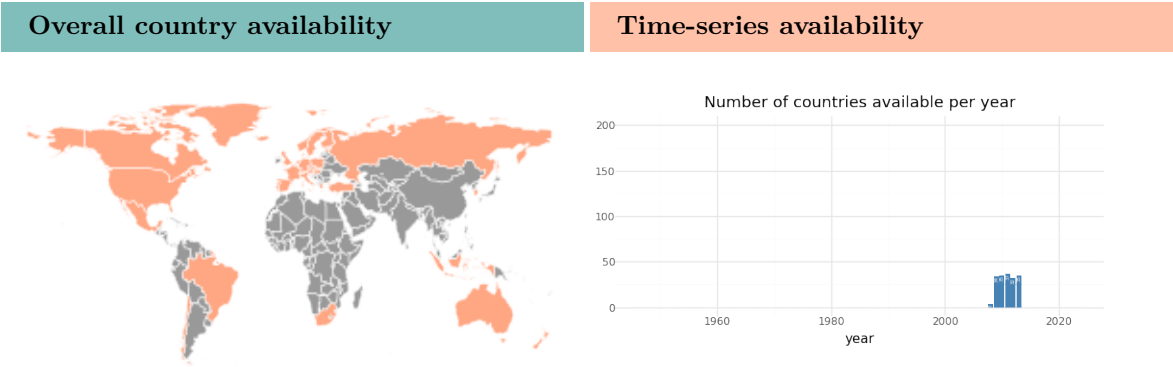 Overall country availability
Time-series availability
Number of countries available per year
200
150
100
50
0
1960 1980 2000 2020
year